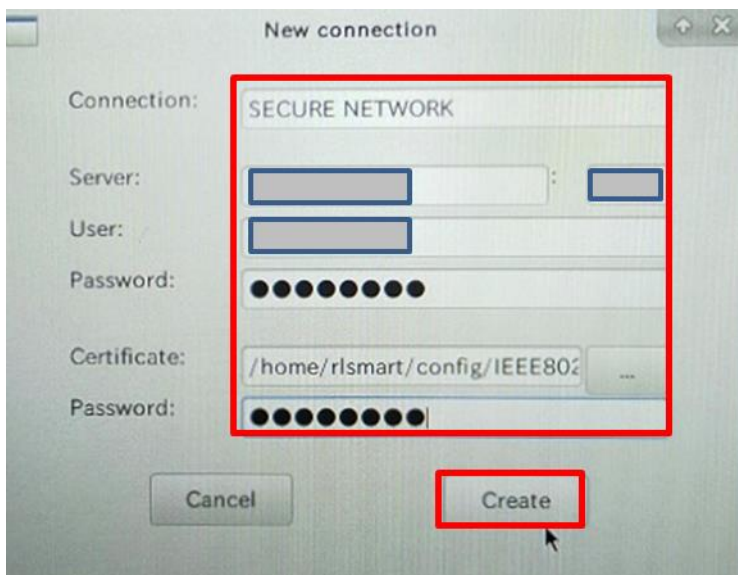 New connection
Connection: SECURE NETWORK
Server: :
User:
Password: ●●●●●●●●
Certificate: /home/rlsmart/config/IEEE802 ...
Password: ●●●●●●●●
Cancel Create